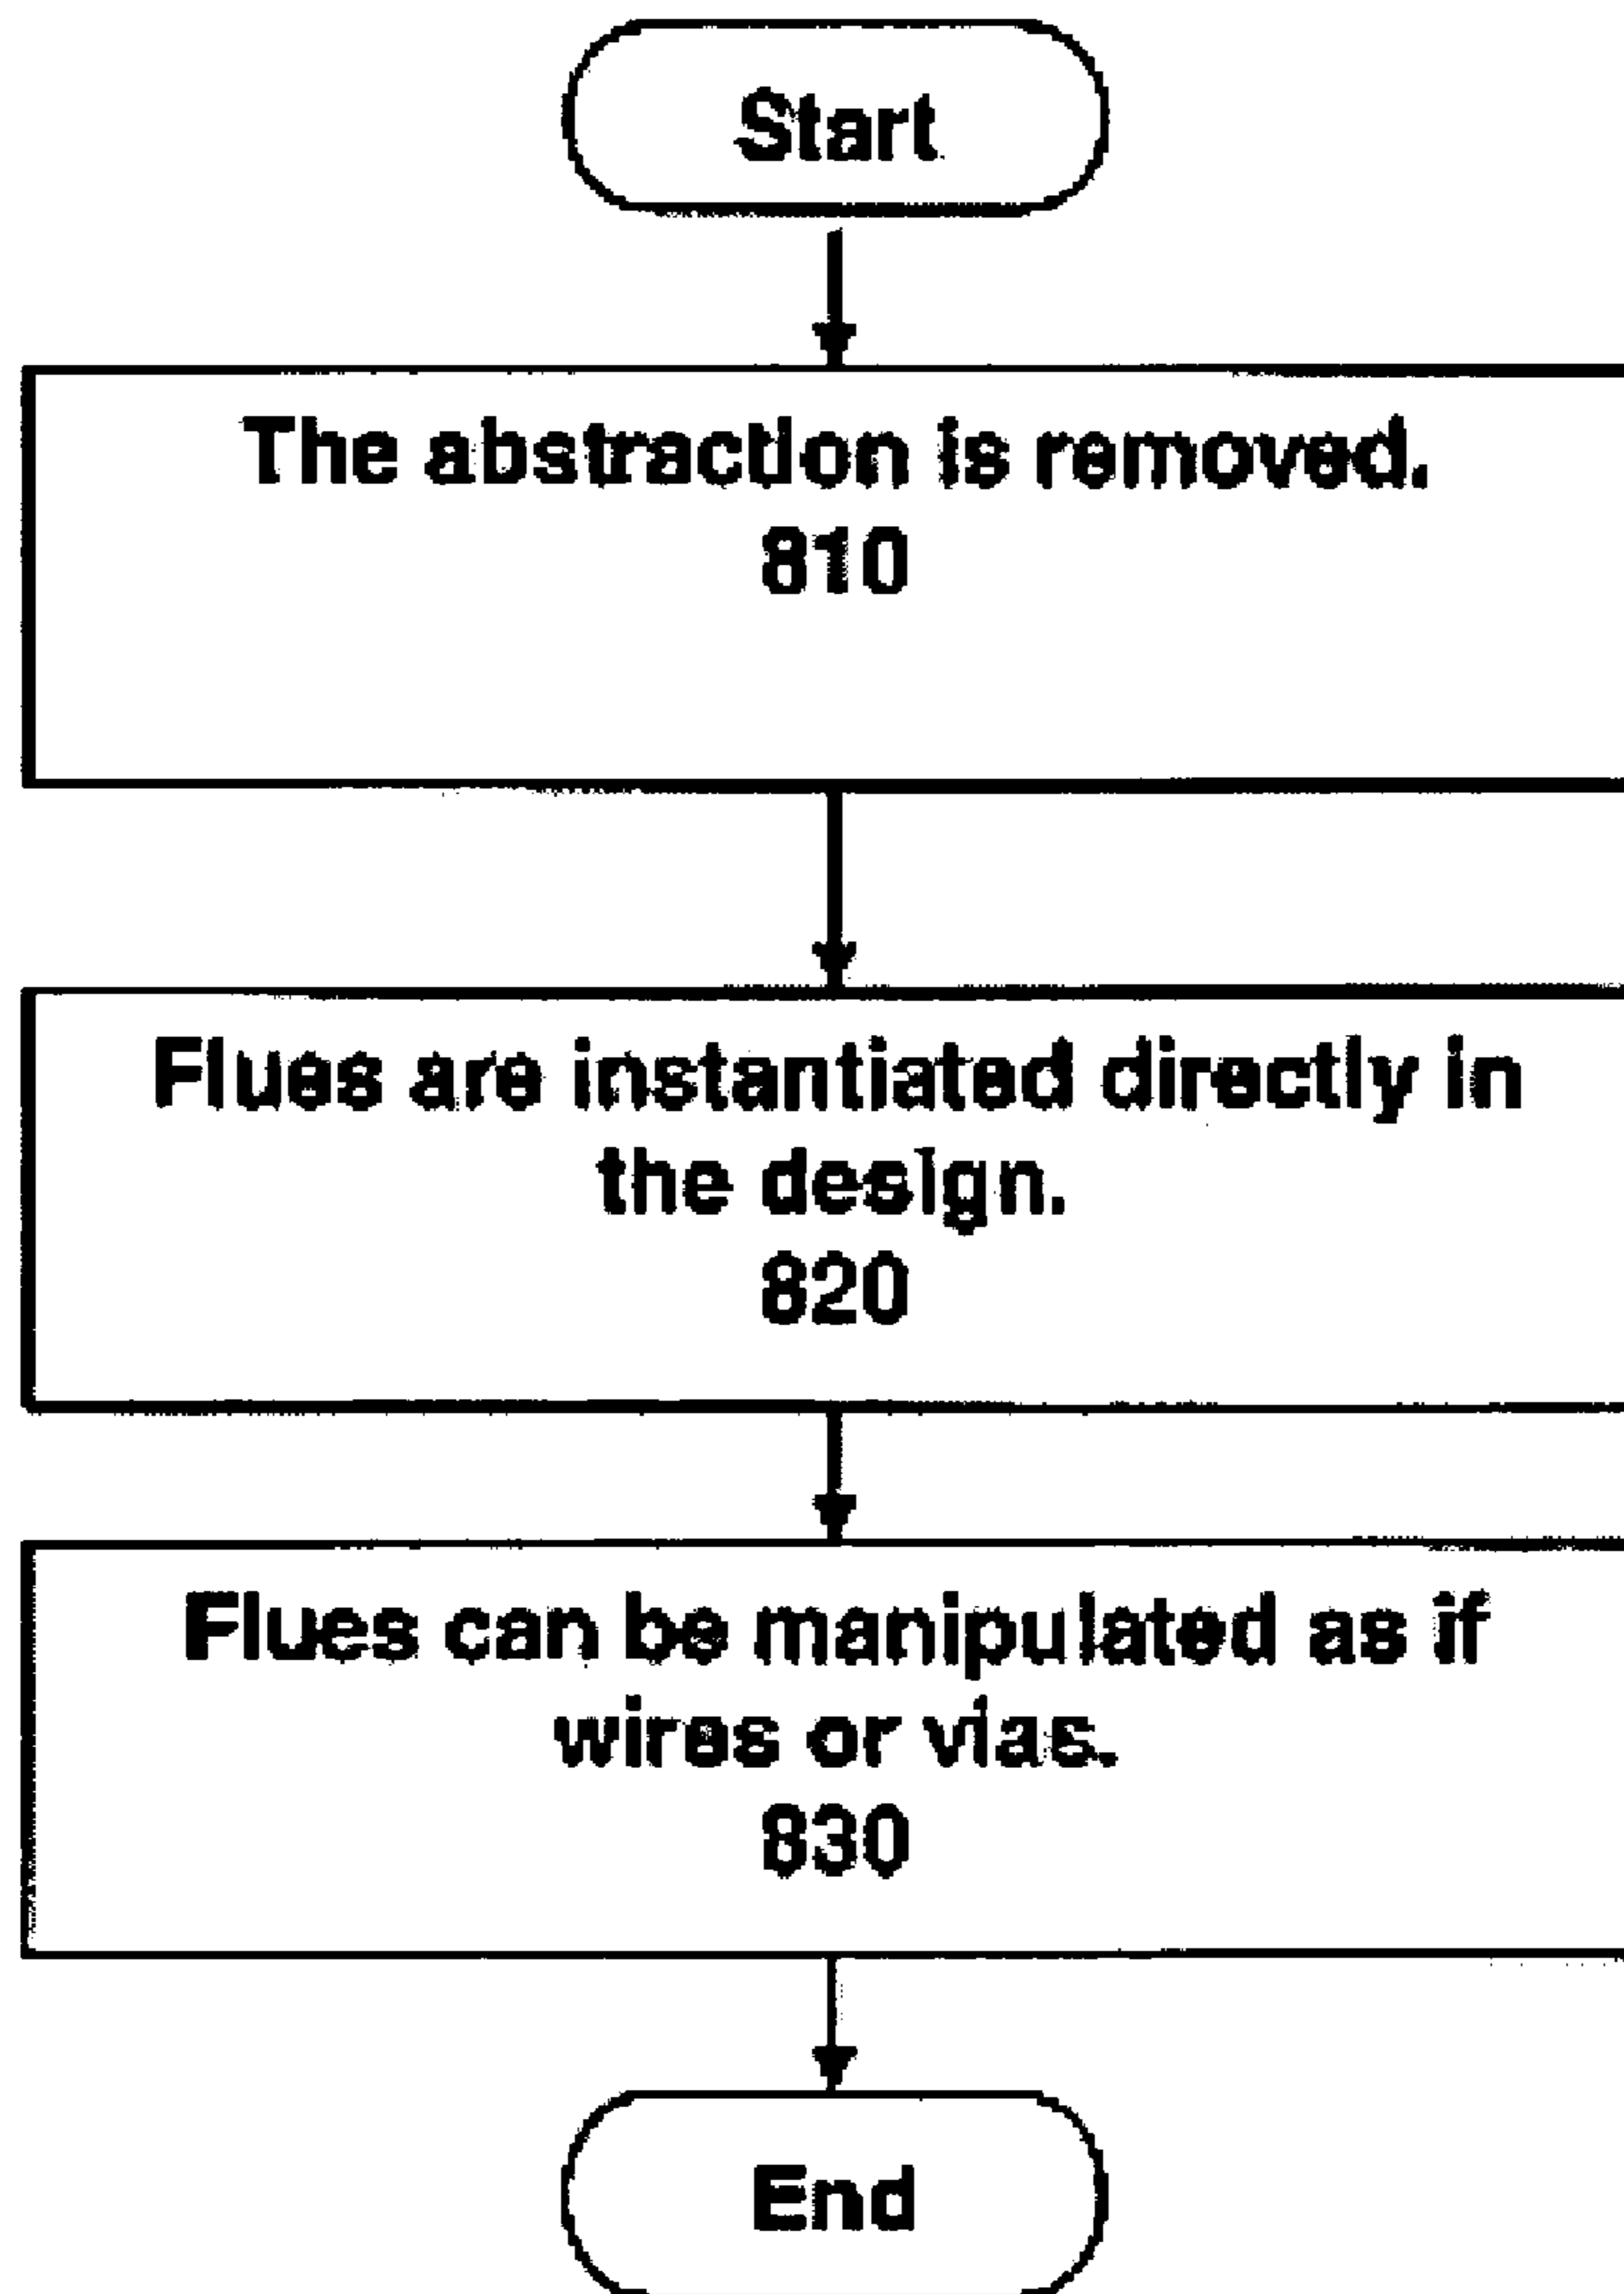 Start
The abstraction is removed.
810
Flues are instantiated directly in
the design.
820
Flues can be manipulated as if
wires or vias.
830
End